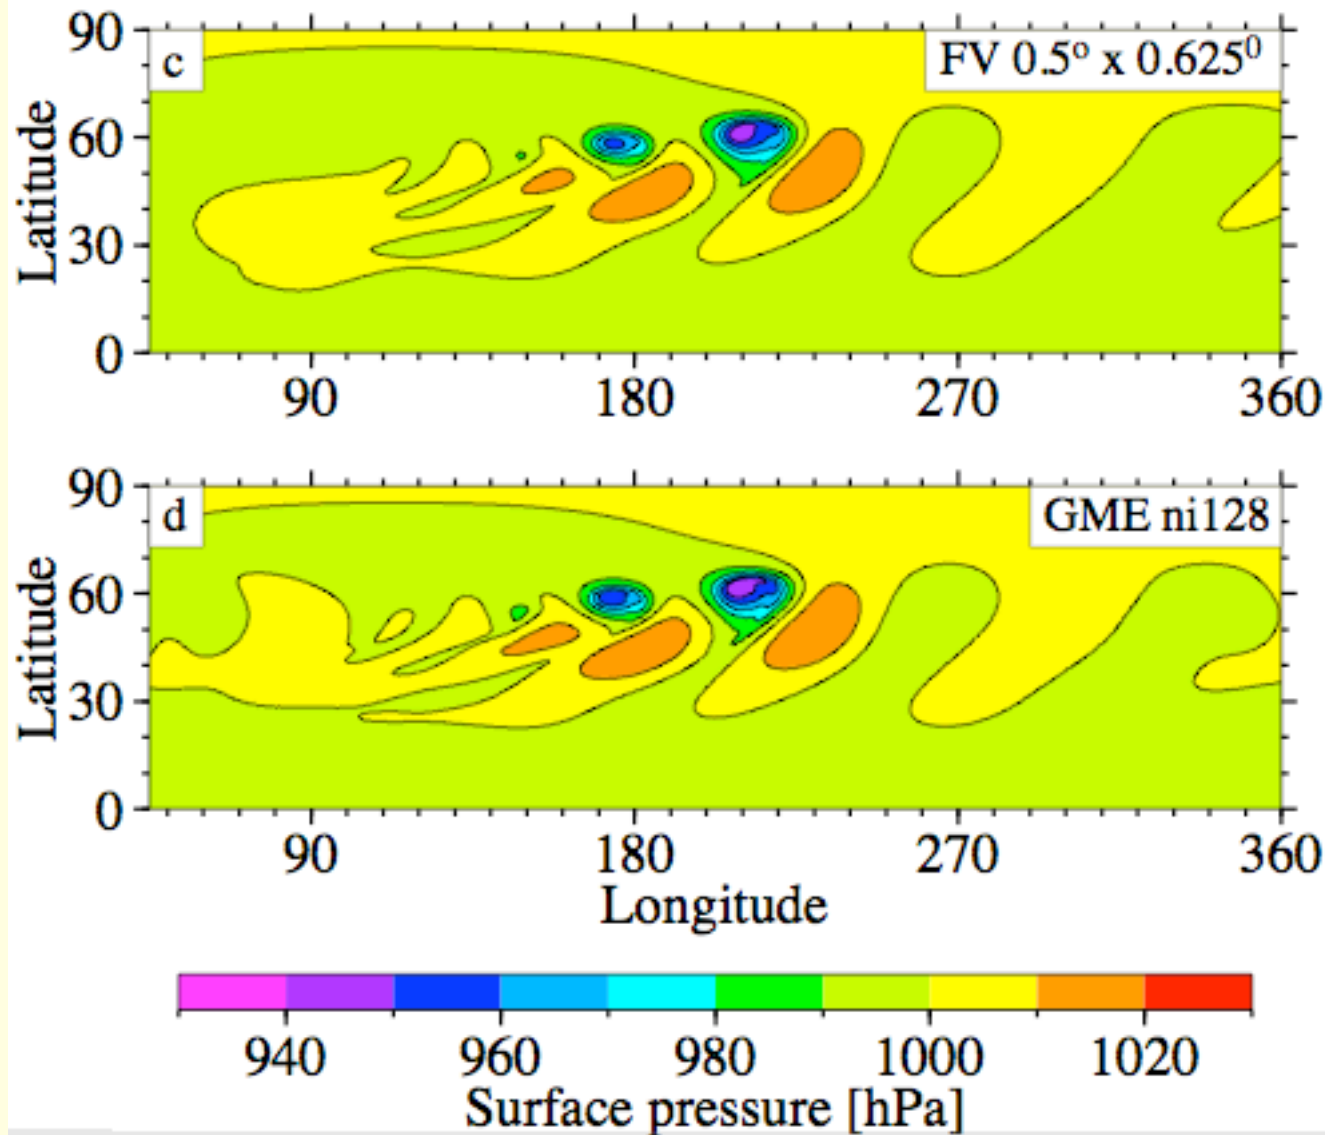 90
c
FV 0.5° x 0.625⁰
60
Latitude
30
0
90 180 270 360
90
d
GME ni128
60
Latitude
30
0
90 180 270 360
Longitude
940 960 980 1000 1020
Surface pressure [hPa]